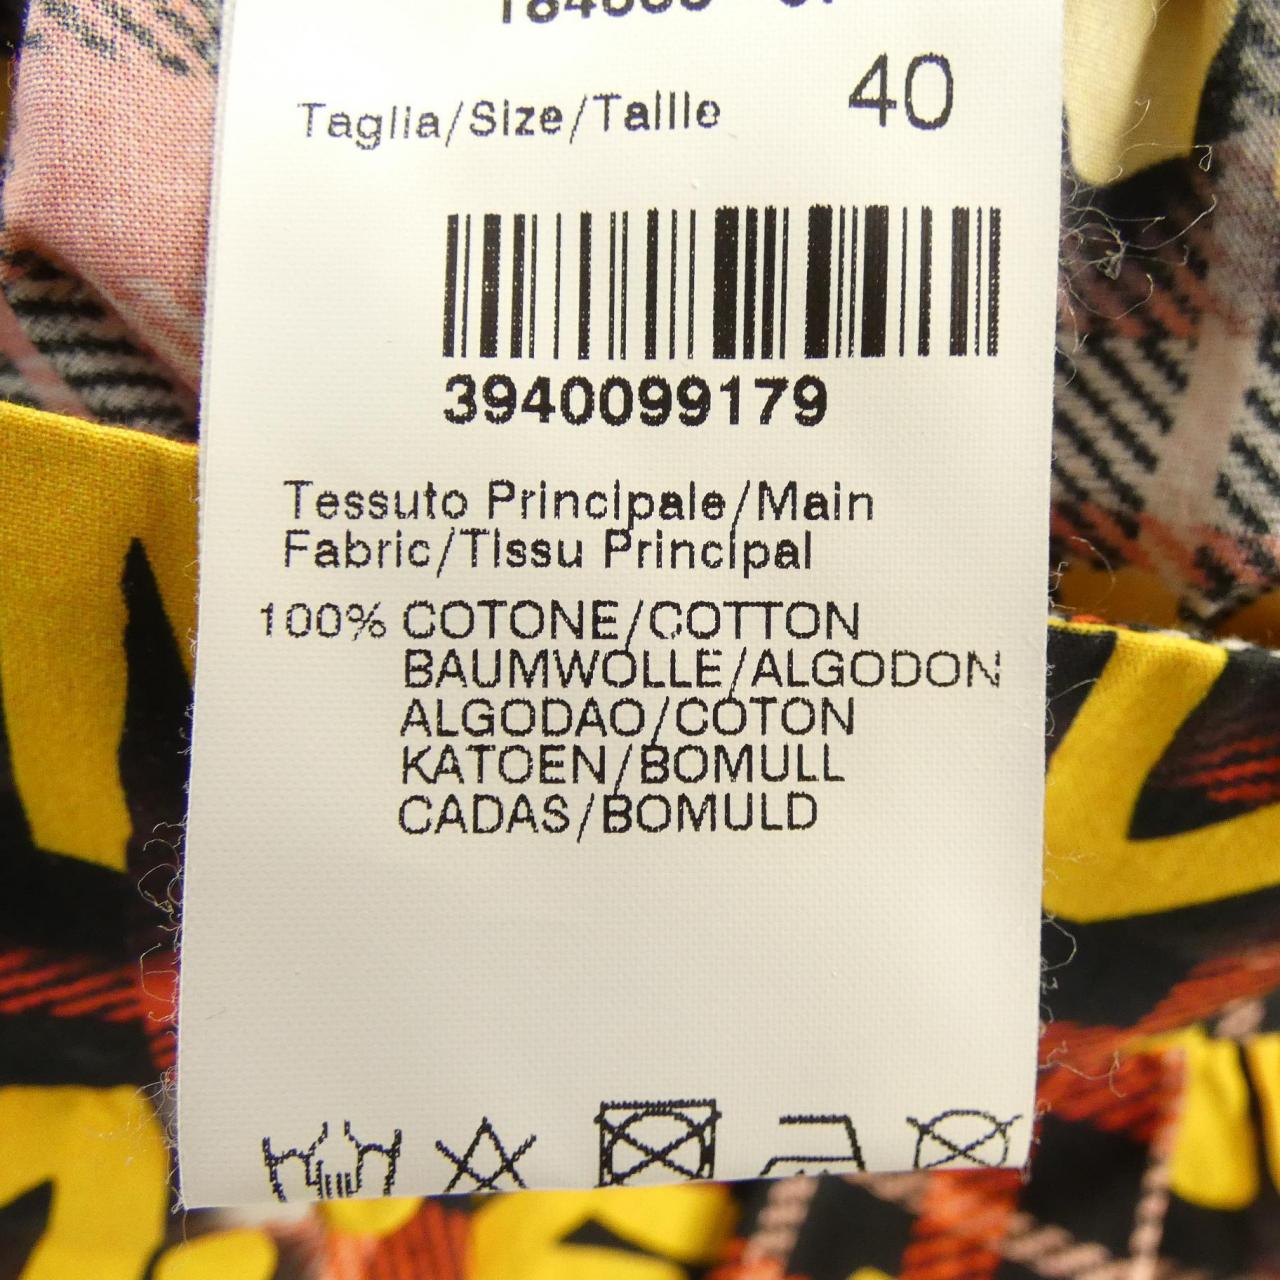 Taglia/Size/Taille 40
3940099179
Tessuto Principale/Main
Fabric/Tissu Principal
100% COTONE/COTTON
BAUMWOLLE/ALGODON
ALGODAO/COTON
KATOEN/BOMULL
CADAS/BOMULD